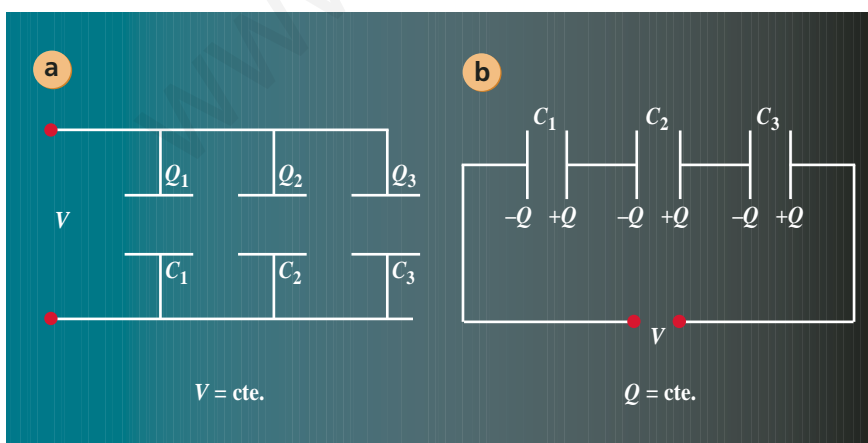 a
Q1 Q2 Q3
V
C1 C2 C3
V = cte.
b
C1 C2 C3
–Q +Q –Q +Q –Q +Q
V
Q = cte.